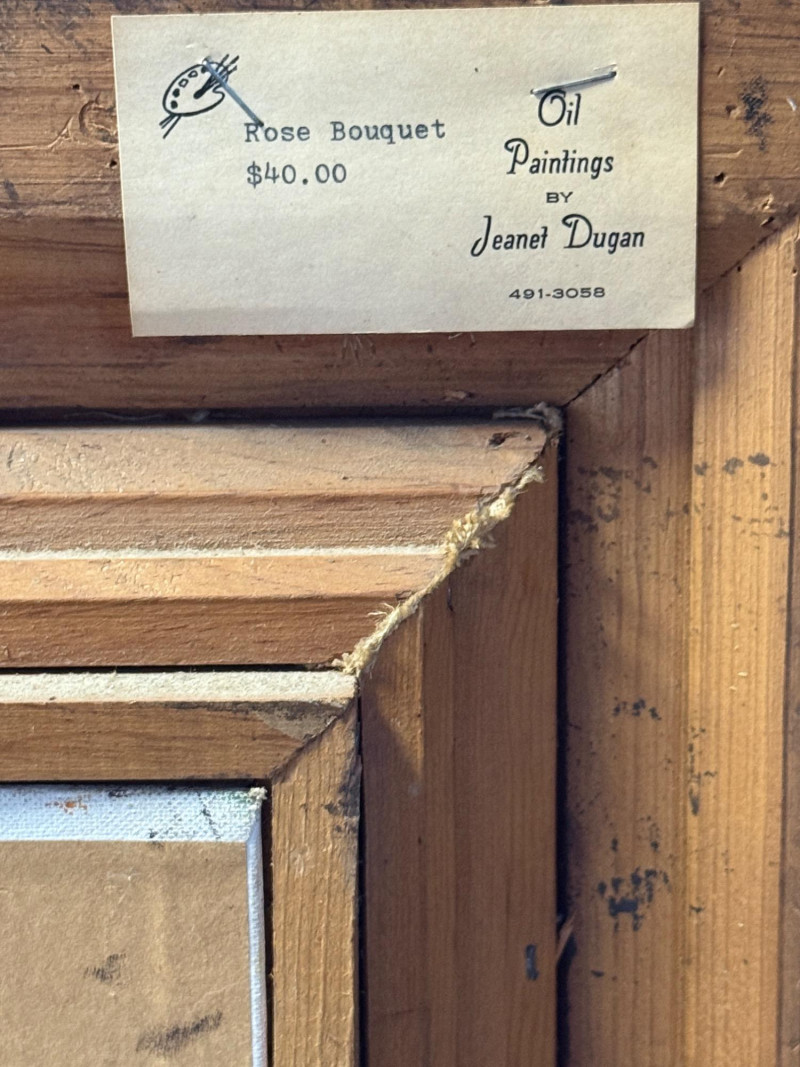 Rose Bouquet
$40.00
Oil
Paintings
BY
Jeanet Dugan
491-3058